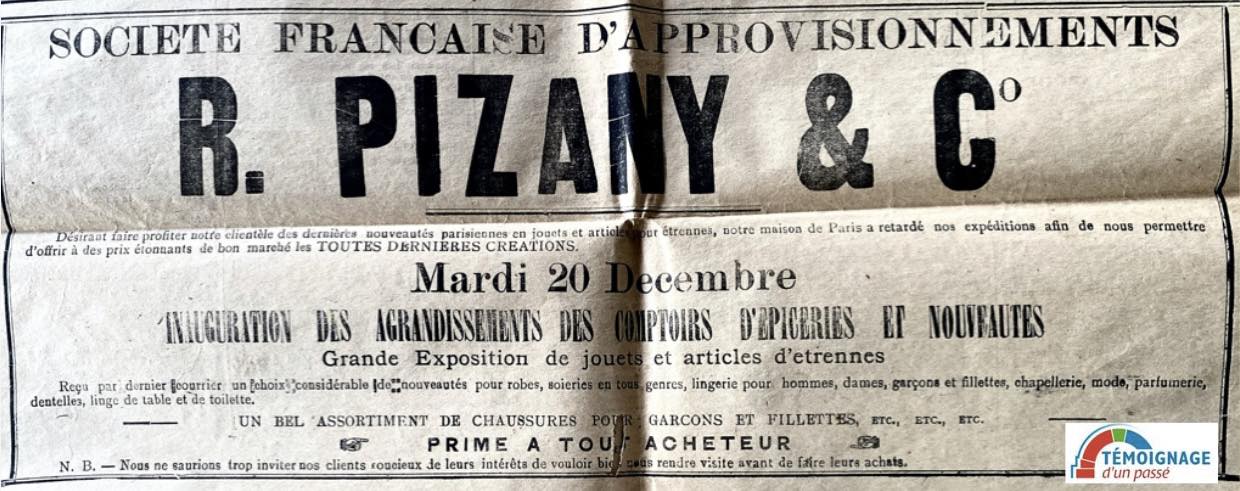 SOCIETE FRANCAISE D'APPROVISIONNEMENTS
R. PIZANY & Cº
Désirant faire profiter notre clientèle des dernières nouveautés parisiennes en jouets et articles pour étrennes, notre maison de Paris a retardé nos expéditions afin de nous permettre
d'offrir à des prix étonnants de bon marché les TOUTES DERNIERES CREATIONS.
Mardi 20 Decembre
INAUGURATION DES AGRANDISSEMENTS DES COMPTOIRS D'EPICERIES ET NOUVEAUTES
Grande Exposition de jouets et articles d'etrennes
Reçu par dernier courrier un choix considérable de nouveautés pour robes, soieries en tous genres, lingerie pour hommes, dames, garçons et fillettes, chapellerie, mode, parfumerie,
dentelles, linge de table et de toilette.
UN BEL ASSORTIMENT DE CHAUSSURES POUR GARCONS ET FILLETTES, ETC., ETC., ETC.
PRIME A TOUT ACHETEUR
N. B. — Nous ne saurions trop inviter nos clients soucieux de leurs intérêts de vouloir bien nous rendre visite avant de faire leurs achats.
TÉMOIGNAGE
d'un passé